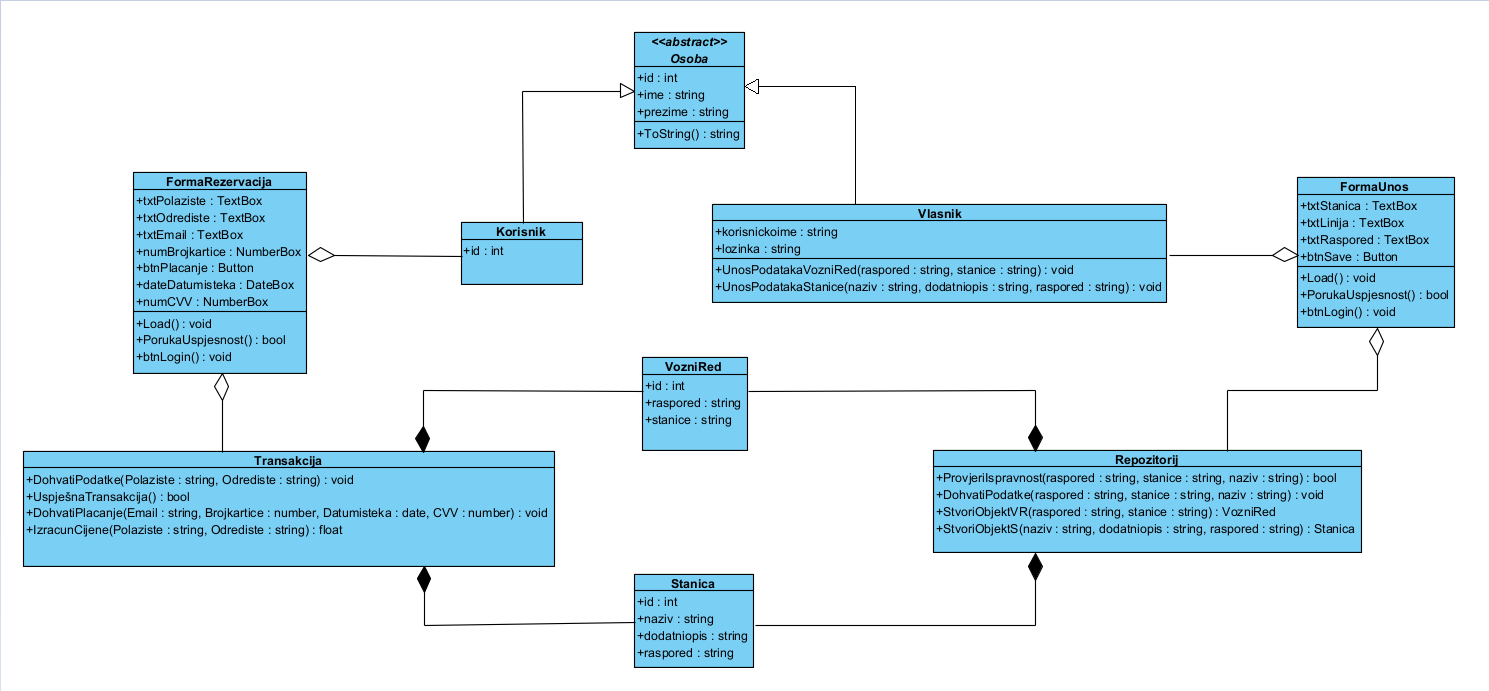 <<abstract>>
Osoba
+id : int
+ime : string
+prezime : string
+ToString() : string
FormaRezervacija
+txtPolaziste : TextBox
+txtOdrediste : TextBox
+txtEmail : TextBox
+numBrojkartice : NumberBox
+btnPlacanje : Button
+dateDatumisteka : DateBox
+numCVV : NumberBox
+Load() : void
+PorukaUspjesnost() : bool
+btnLogin() : void
Korisnik
+id : int
Vlasnik
+korisnickoime : string
+lozinka : string
+UnosPodatakaVozniRed(raspored : string, stanice : string) : void
+UnosPodatakaStanice(naziv : string, dodatniopis : string, raspored : string) : void
FormaUnos
+txtStanica : TextBox
+txtLinija : TextBox
+txtRaspored : TextBox
+btnSave : Button
+Load() : void
+PorukaUspjesnost() : bool
+btnLogin() : void
VozniRed
+id : int
+raspored : string
+stanice : string
Transakcija
+DohvatiPodatke(Polaziste : string, Odrediste : string) : void
+UspješnaTransakcija() : bool
+DohvatiPlacanje(Email : string, Brojkartice : number, Datumisteka : date, CVV : number) : void
+IzracunCijene(Polaziste : string, Odrediste : string) : float
Repozitorij
+ProvjeriIspravnost(raspored : string, stanice : string, naziv : string) : bool
+DohvatiPodatke(raspored : string, stanice : string, naziv : string) : void
+StvoriObjektVR(raspored : string, stanice : string) : VozniRed
+StvoriObjektS(naziv : string, dodatniopis : string, raspored : string) : Stanica
Stanica
+id : int
+naziv : string
+dodatniopis : string
+raspored : string